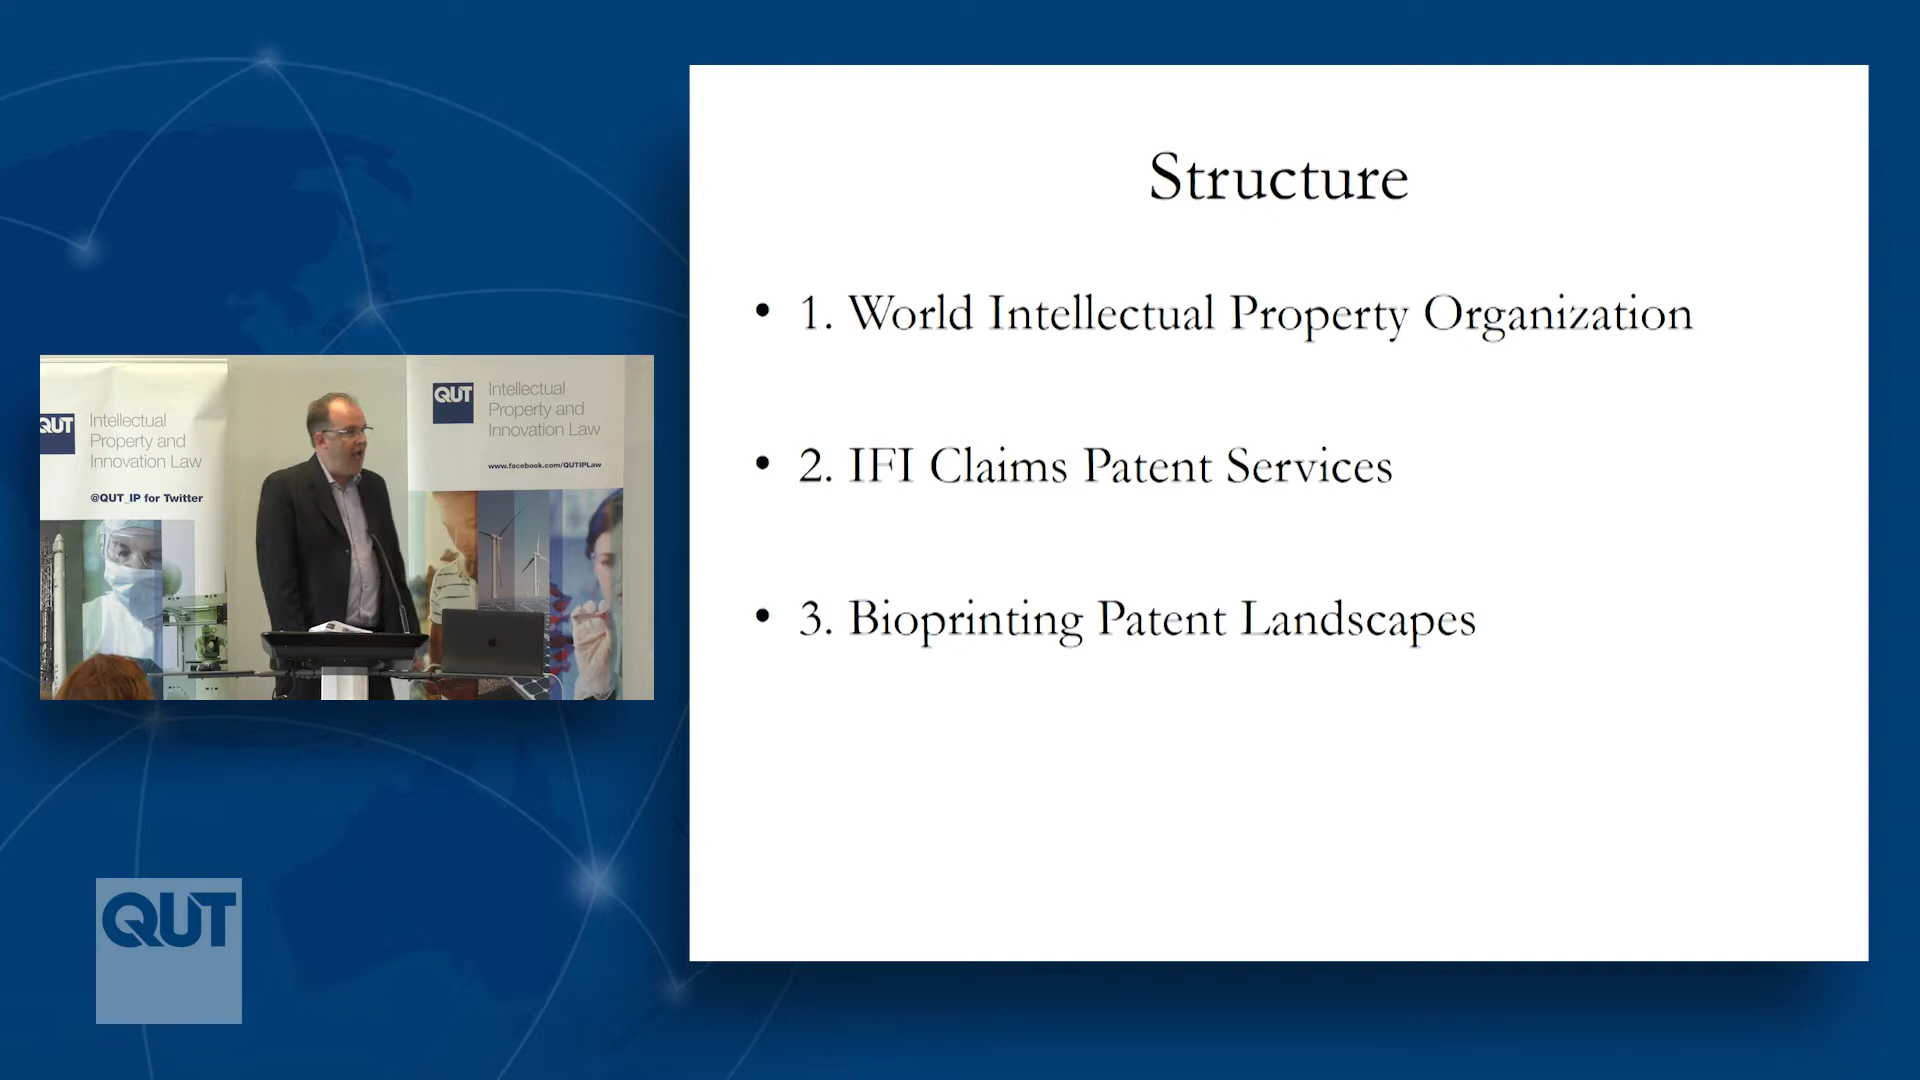 Structure
• 1. World Intellectual Property Organization
• 2. IFI Claims Patent Services
• 3. Bioprinting Patent Landscapes
QUT
Intellectual
Property and
Innovation Law
@QUT_IP for Twitter
QUT
Intellectual
Property and
Innovation Law
www.facebook.com/QUTIPLaw
QUT